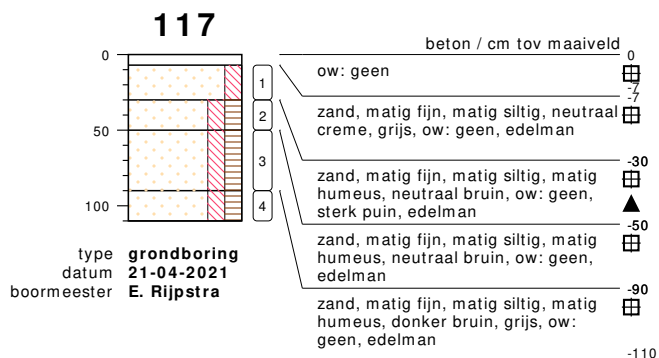 117
beton / cm tov maaiveld
0
0
ow: geen
-7
-7
1
zand, matig fijn, matig siltig, neutraal
creme, grijs, ow: geen, edelman
-30
2
zand, matig fijn, matig siltig, matig
humeus, neutraal bruin, ow: geen,
sterk puin, edelman
50
-50
3
zand, matig fijn, matig siltig, matig
humeus, neutraal bruin, ow: geen,
edelman
-90
100
4
zand, matig fijn, matig siltig, matig
humeus, donker bruin, grijs, ow:
geen, edelman
-110
type grondboring
datum 21-04-2021
boormeester E. Rijpstra